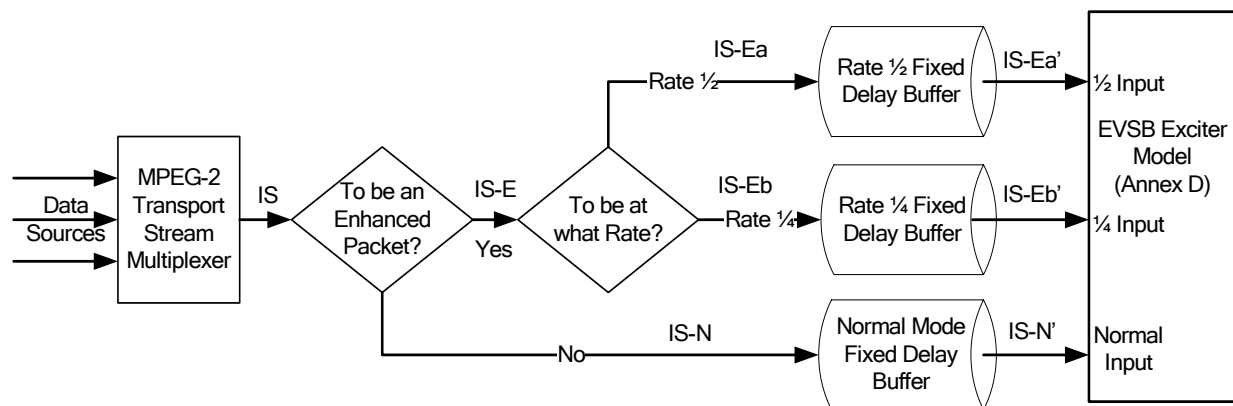 Data
Sources
MPEG-2
Transport
Stream
Multiplexer
IS
To be an
Enhanced
Packet?
IS-E
Yes
To be at
what Rate?
IS-Ea
Rate ½
Rate ½ Fixed
Delay Buffer
IS-Ea’
½ Input
IS-Eb
Rate ¼
Rate ¼ Fixed
Delay Buffer
IS-Eb’
¼ Input
EVSB Exciter
Model
(Annex D)
No
IS-N
Normal Mode
Fixed Delay
Buffer
IS-N’
Normal
Input